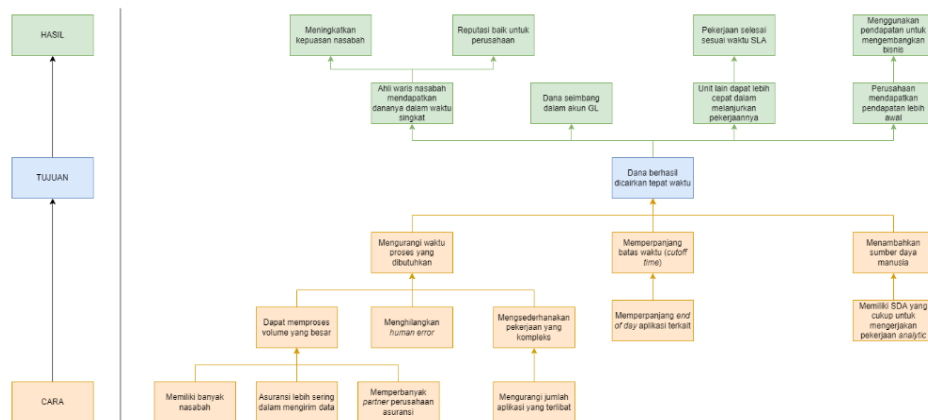 HASIL
Meningkatkan
kepuasan nasabah
Reputasi baik untuk
perusahaan
Pekerjaan selesai
sesuai waktu SLA
Menggunakan
pendapatan untuk
mengembangkan
bisnis
Ahli waris nasabah
mendapatkan
dananya dalam waktu
singkat
Dana seimbang
dalam akun GL
Unit lain dapat lebih
cepat dalam
melanjurkan
pekerjaannya
Perusahaan
mendapatkan
pendapatan lebih
awal
TUJUAN
Dana berhasil
dicairkan tepat waktu
Mengurangi waktu
proses yang
dibutuhkan
Memperpanjang
batas waktu (cutoff
time)
Menambahkan
sumber daya
manusia
Dapat memproses
volume yang besar
Menghilangkan
human error
Mengsederhanakan
pekerjaan yang
kompleks
Memperpanjang end
of day aplikasi terkait
Memiliki SDA yang
cukup untuk
mengerjakan
pekerjaan analytic
CARA
Memiliki banyak
nasabah
Asuransi lebih sering
dalam mengirim data
Memperbanyak
partner perusahaan
asuransi
Mengurangi jumlah
aplikasi yang terlibat